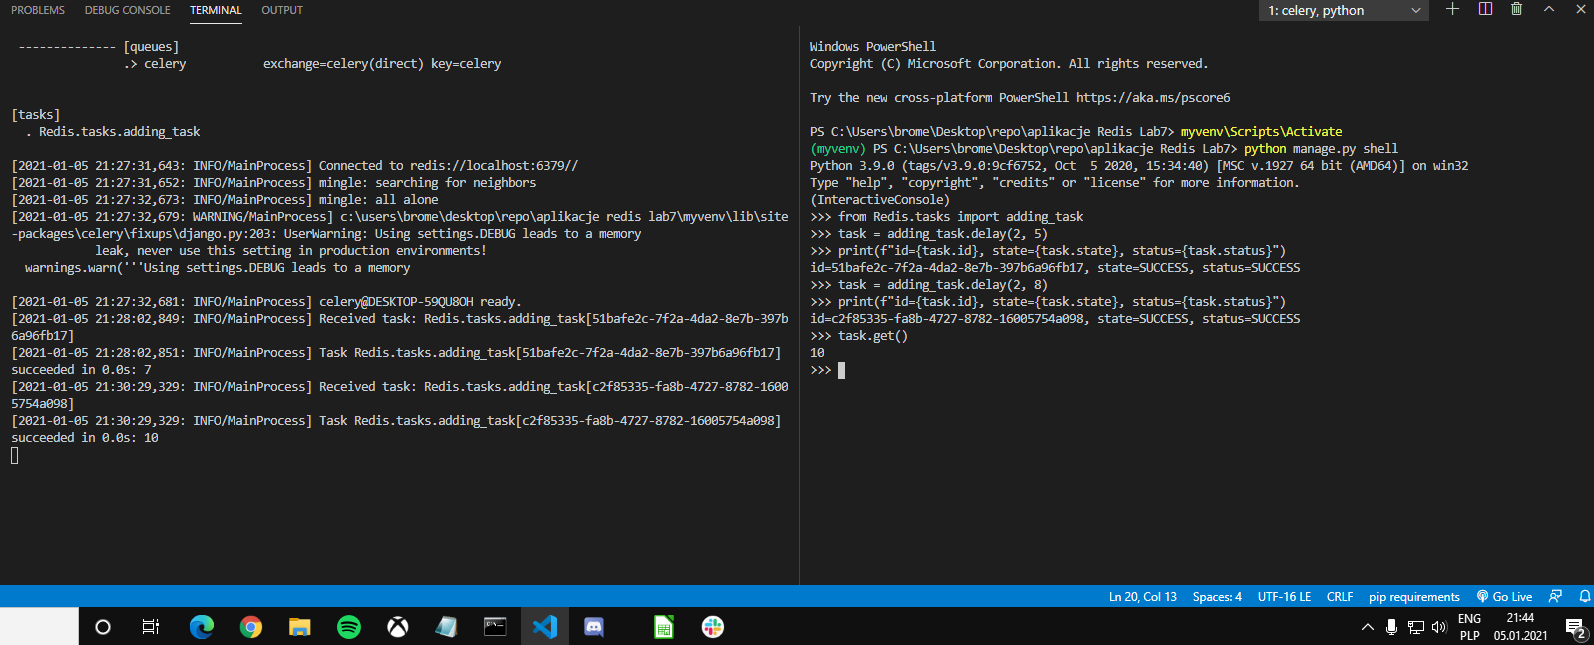 PROBLEMS DEBUG CONSOLE TERMINAL OUTPUT
1: celery, python
-------------- [queues]
.> celery exchange=celery(direct) key=celery
[tasks]
. Redis.tasks.adding_task
[2021-01-05 21:27:31,643: INFO/MainProcess] Connected to redis://localhost:6379//
[2021-01-05 21:27:31,652: INFO/MainProcess] mingle: searching for neighbors
[2021-01-05 21:27:32,673: INFO/MainProcess] mingle: all alone
[2021-01-05 21:27:32,679: WARNING/MainProcess] c:\users\brome\desktop\repo\aplikacje redis lab7\myvenv\lib\site
-packages\celery\fixups\django.py:203: UserWarning: Using settings.DEBUG leads to a memory
leak, never use this setting in production environments!
warnings.warn('''Using settings.DEBUG leads to a memory
[2021-01-05 21:27:32,681: INFO/MainProcess] celery@DESKTOP-59QU8OH ready.
[2021-01-05 21:28:02,849: INFO/MainProcess] Received task: Redis.tasks.adding_task[51bafe2c-7f2a-4da2-8e7b-397b
6a96fb17]
[2021-01-05 21:28:02,851: INFO/MainProcess] Task Redis.tasks.adding_task[51bafe2c-7f2a-4da2-8e7b-397b6a96fb17]
succeeded in 0.0s: 7
[2021-01-05 21:30:29,329: INFO/MainProcess] Received task: Redis.tasks.adding_task[c2f85335-fa8b-4727-8782-1600
5754a098]
[2021-01-05 21:30:29,329: INFO/MainProcess] Task Redis.tasks.adding_task[c2f85335-fa8b-4727-8782-16005754a098]
succeeded in 0.0s: 10
Windows PowerShell
Copyright (C) Microsoft Corporation. All rights reserved.
Try the new cross-platform PowerShell https://aka.ms/pscore6
PS C:\Users\brome\Desktop\repo\aplikacje Redis Lab7> myvenv\Scripts\Activate
(myvenv) PS C:\Users\brome\Desktop\repo\aplikacje Redis Lab7> python manage.py shell
Python 3.9.0 (tags/v3.9.0:9cf6752, Oct  5 2020, 15:34:40) [MSC v.1927 64 bit (AMD64)] on win32
Type "help", "copyright", "credits" or "license" for more information.
(InteractiveConsole)
>>> from Redis.tasks import adding_task
>>> task = adding_task.delay(2, 5)
>>> print(f"id={task.id}, state={task.state}, status={task.status}")
id=51bafe2c-7f2a-4da2-8e7b-397b6a96fb17, state=SUCCESS, status=SUCCESS
>>> task = adding_task.delay(2, 8)
>>> print(f"id={task.id}, state={task.state}, status={task.status}")
id=c2f85335-fa8b-4727-8782-16005754a098, state=SUCCESS, status=SUCCESS
>>> task.get()
10
>>>
Ln 20, Col 13 Spaces: 4 UTF-16 LE CRLF pip requirements Go Live
ENG 21:44
PLP 05.01.2021 2